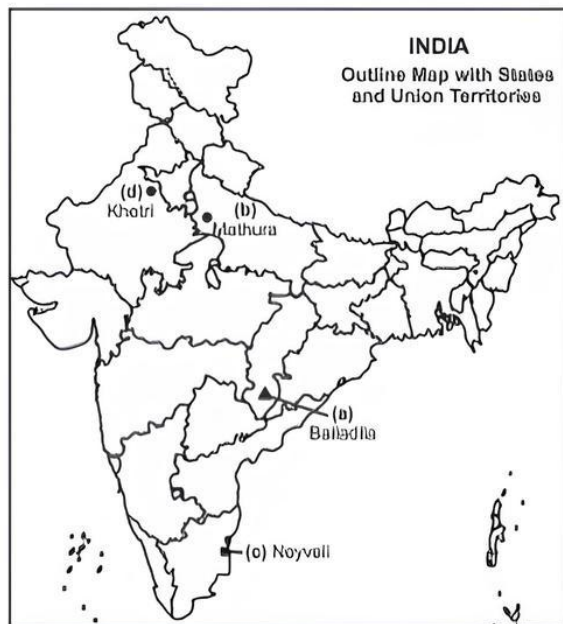 INDIA
Outline Map with States
and Union Territories
(d)
Khetri
(b)
Mathura
(a)
Bailadila
(c) Neyveli